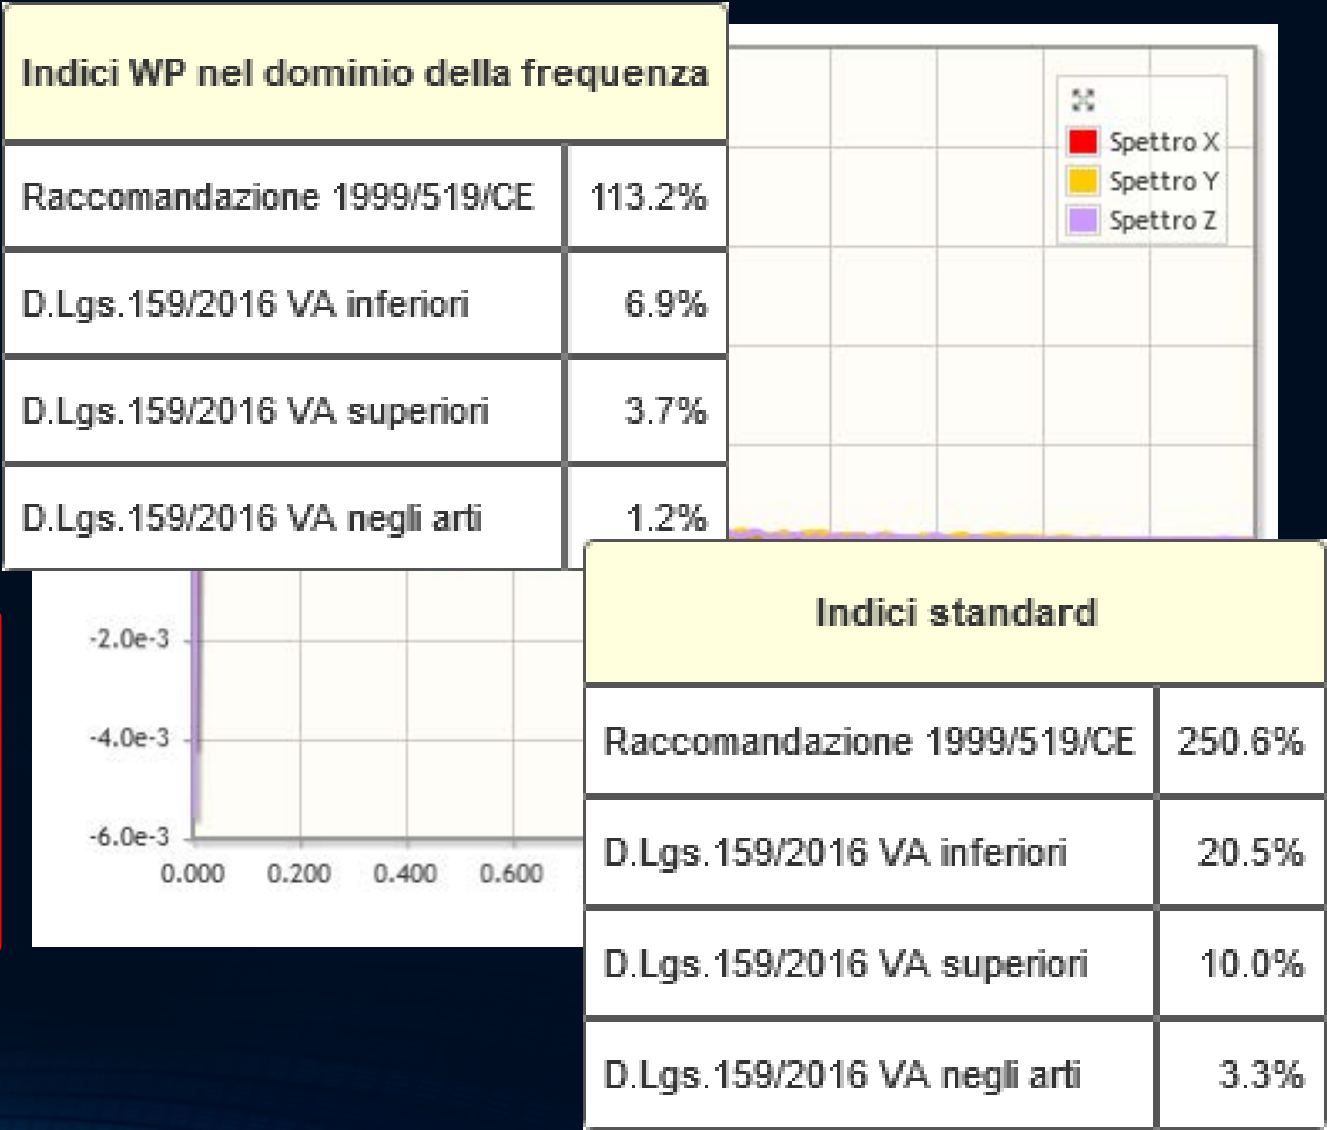 Indici WP nel dominio della frequenza
Raccomandazione 1999/519/CE 113.2%
D.Lgs.159/2016 VA inferiori 6.9%
D.Lgs.159/2016 VA superiori 3.7%
D.Lgs.159/2016 VA negli arti 1.2%
Spettro X
Spettro Y
Spettro Z
-2.0e-3
-4.0e-3
-6.0e-3
0.000 0.200 0.400 0.600
Indici standard
Raccomandazione 1999/519/CE 250.6%
D.Lgs.159/2016 VA inferiori 20.5%
D.Lgs.159/2016 VA superiori 10.0%
D.Lgs.159/2016 VA negli arti 3.3%